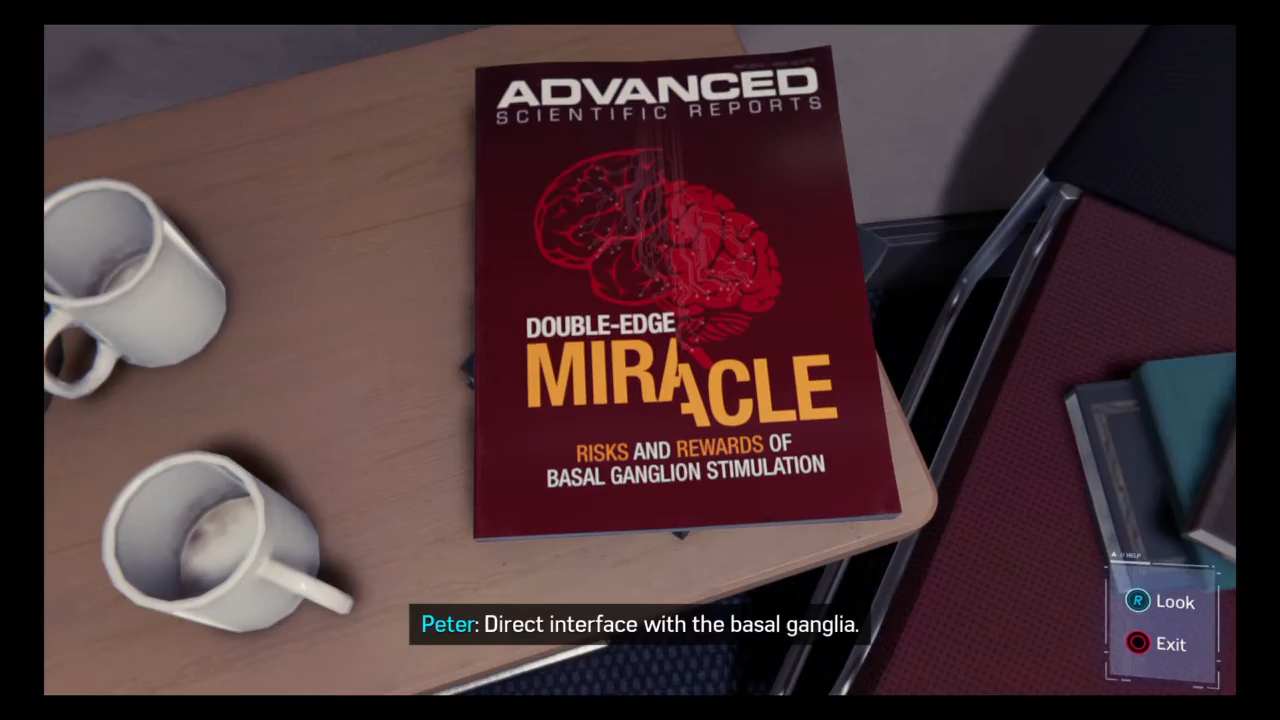 ADVANCED
SCIENTIFIC REPORTS
DOUBLE-EDGE
MIRACLE
RISKS AND REWARDS OF
BASAL GANGLION STIMULATION
Peter: Direct interface with the basal ganglia.
R Look
Exit